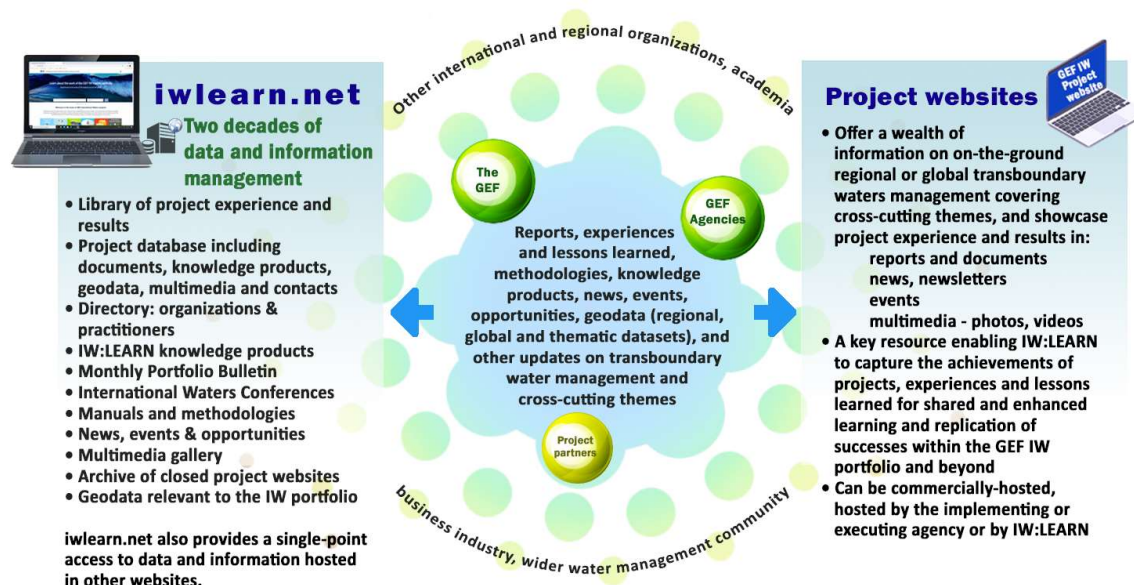 iwlearn.net
Two decades of
data and information
management
• Library of project experience and
results
• Project database including
documents, knowledge products,
geodata, multimedia and contacts
• Directory: organizations &
practitioners
• IW:LEARN knowledge products
• Monthly Portfolio Bulletin
• International Waters Conferences
• Manuals and methodologies
• News, events & opportunities
• Multimedia gallery
• Archive of closed project websites
• Geodata relevant to the IW portfolio
iwlearn.net also provides a single-point
access to data and information hosted
in other websites.
Other international and regional organizations, academia
The
GEF
GEF
Agencies
Reports, experiences
and lessons learned,
methodologies, knowledge
products, news, events,
opportunities, geodata (regional,
global and thematic datasets), and
other updates on transboundary
water management and
cross-cutting themes
Project
partners
business industry, wider water management community
GEF IW
Project
website
Project websites
• Offer a wealth of
information on on-the-ground
regional or global transboundary
waters management covering
cross-cutting themes, and showcase
project experience and results in:
reports and documents
news, newsletters
events
multimedia - photos, videos
• A key resource enabling IW:LEARN
to capture the achievements of
projects, experiences and lessons
learned for shared and enhanced
learning and replication of
successes within the GEF IW
portfolio and beyond
• Can be commercially-hosted,
hosted by the implementing or
executing agency or by IW:LEARN